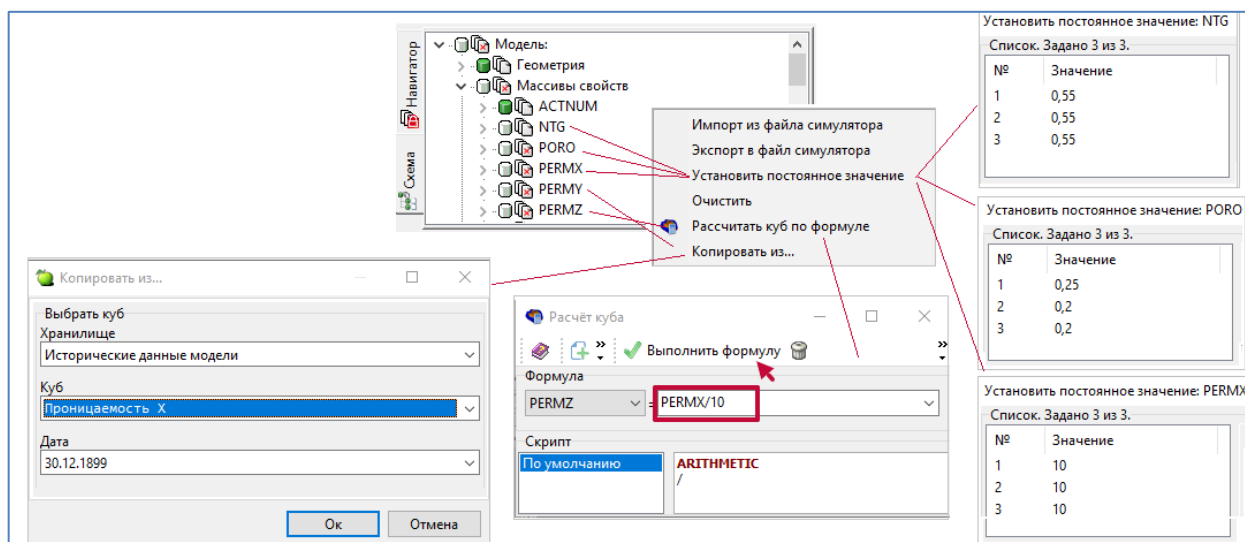 Навигатор
Схема
Модель:
Геометрия
Массивы свойств
ACTNUM
NTG
PORO
PERMX
PERMY
PERMZ
Импорт из файла симулятора
Экспорт в файл симулятора
Установить постоянное значение
Очистить
Рассчитать куб по формуле
Копировать из...
Установить постоянное значение: NTG
Список. Задано 3 из 3.
№ Значение
1 0,55
2 0,55
3 0,55
Установить постоянное значение: PORO
Список. Задано 3 из 3.
№ Значение
1 0,25
2 0,2
3 0,2
Установить постоянное значение: PERMX
Список. Задано 3 из 3.
№ Значение
1 10
2 10
3 10
Копировать из...
Выбрать куб
Хранилище
Исторические данные модели
Куб
Проницаемость X
Дата
30.12.1899
Ок Отмена
Расчёт куба
Выполнить формулу
Формула
PERMZ = PERMX/10
Скрипт
По умолчанию
ARITHMETIC
/